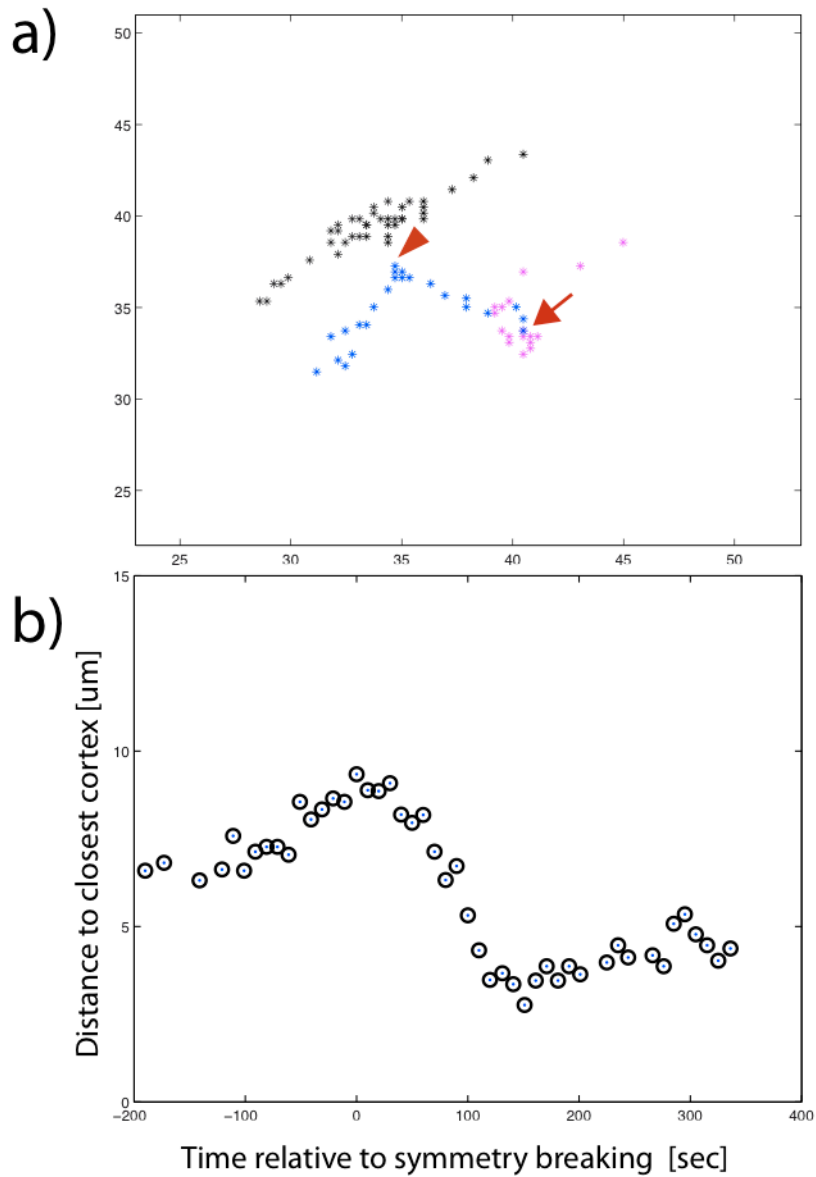 a)
50
45
40
35
30
25
25 30 35 40 45 50
b)
15
10
5
0
Distance to closest cortex [um]
−200 −100 0 100 200 300 400
Time relative to symmetry breaking [sec]